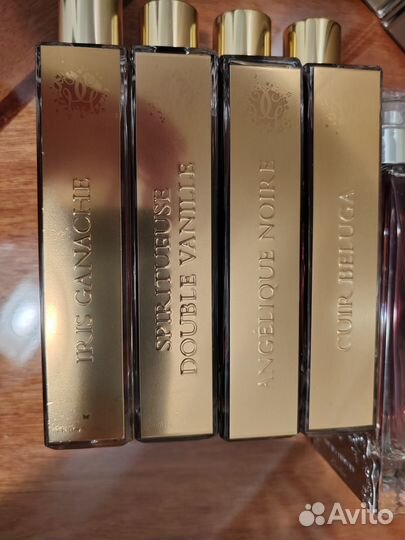 IRIS GANACHE
SPIRITUEUSE
DOUBLE VANILLE
ANGÉLIQUE NOIRE
CUIR BELUGA
Avito